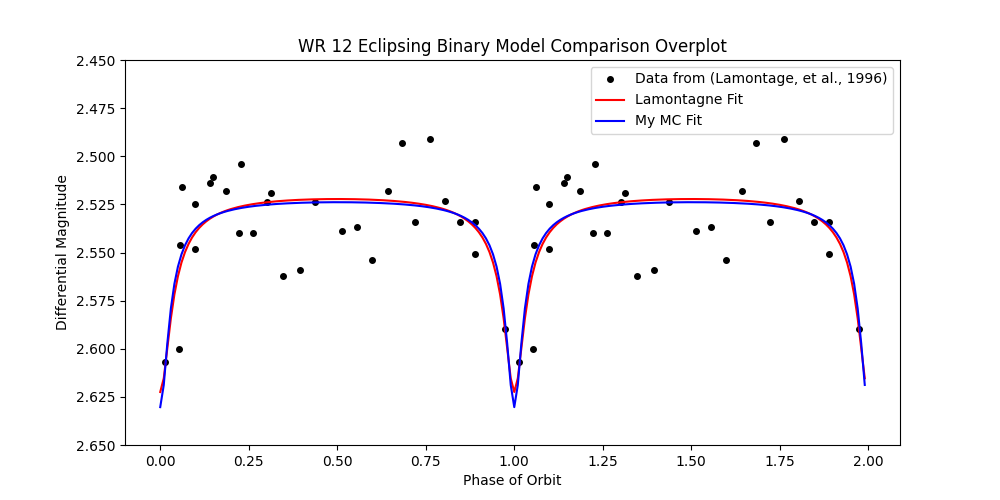 WR 12 Eclipsing Binary Model Comparison Overplot
Data from (Lamontage, et al., 1996)
Lamontagne Fit
My MC Fit
Differential Magnitude
2.450
2.475
2.500
2.525
2.550
2.575
2.600
2.625
2.650
0.00 0.25 0.50 0.75 1.00 1.25 1.50 1.75 2.00
Phase of Orbit